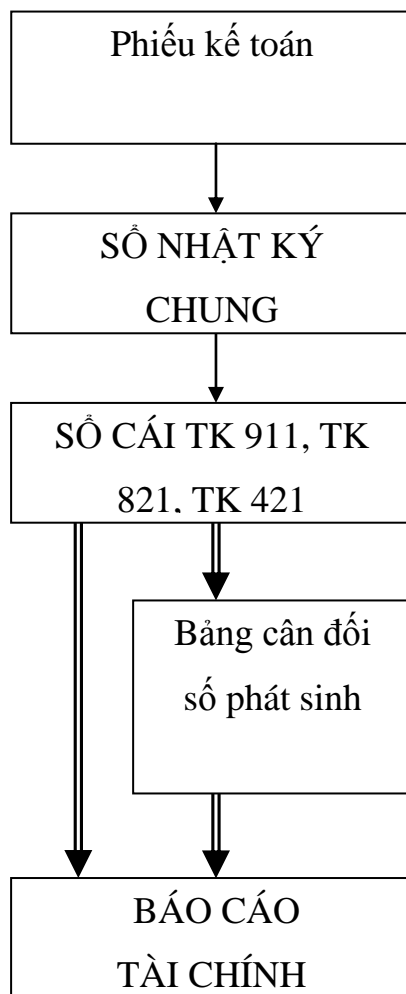 Phiếu kế toán
SỔ NHẬT KÝ
CHUNG
SỔ CÁI TK 911, TK
821, TK 421
Bảng cân đối
số phát sinh
BÁO CÁO
TÀI CHÍNH